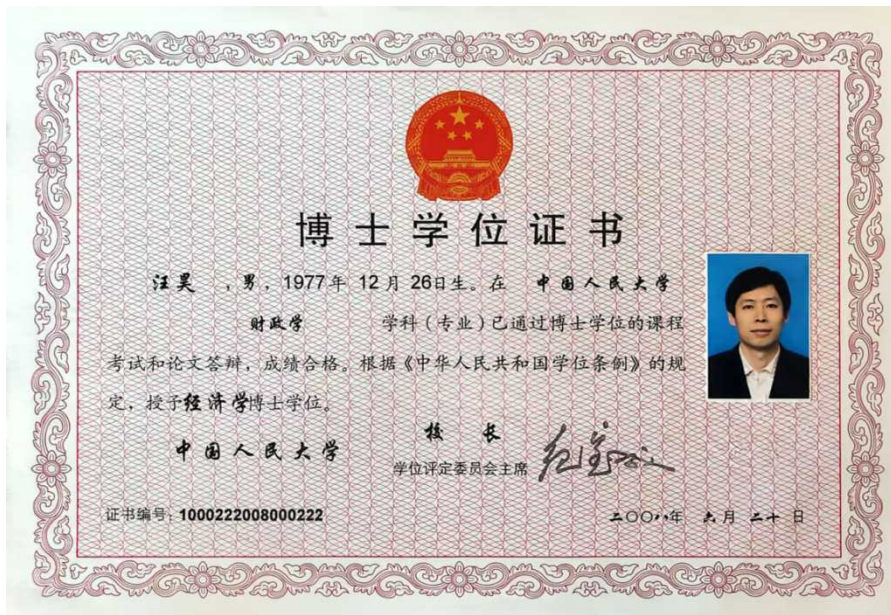 博士学位证书
汪昊 ,男,1977年 12月 26日生。在 中国人民大学
财政学 学科(专业)已通过博士学位的课程
考试和论文答辩,成绩合格。根据《中华人民共和国学位条例》的规
定,授予经济学博士学位。
中国人民大学
校 长
学位评定委员会主席
证书编号:1000222008000222
二〇〇八年 六月 二十 日